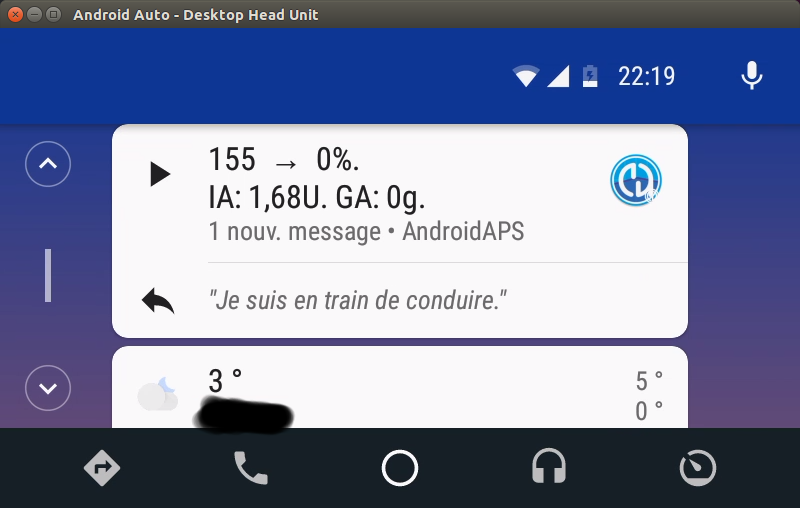 Android Auto - Desktop Head Unit
22:19
155 → 0%.
IA: 1,68U. GA: 0g.
1 nouv. message • AndroidAPS
"Je suis en train de conduire."
3 °
5 °
0 °